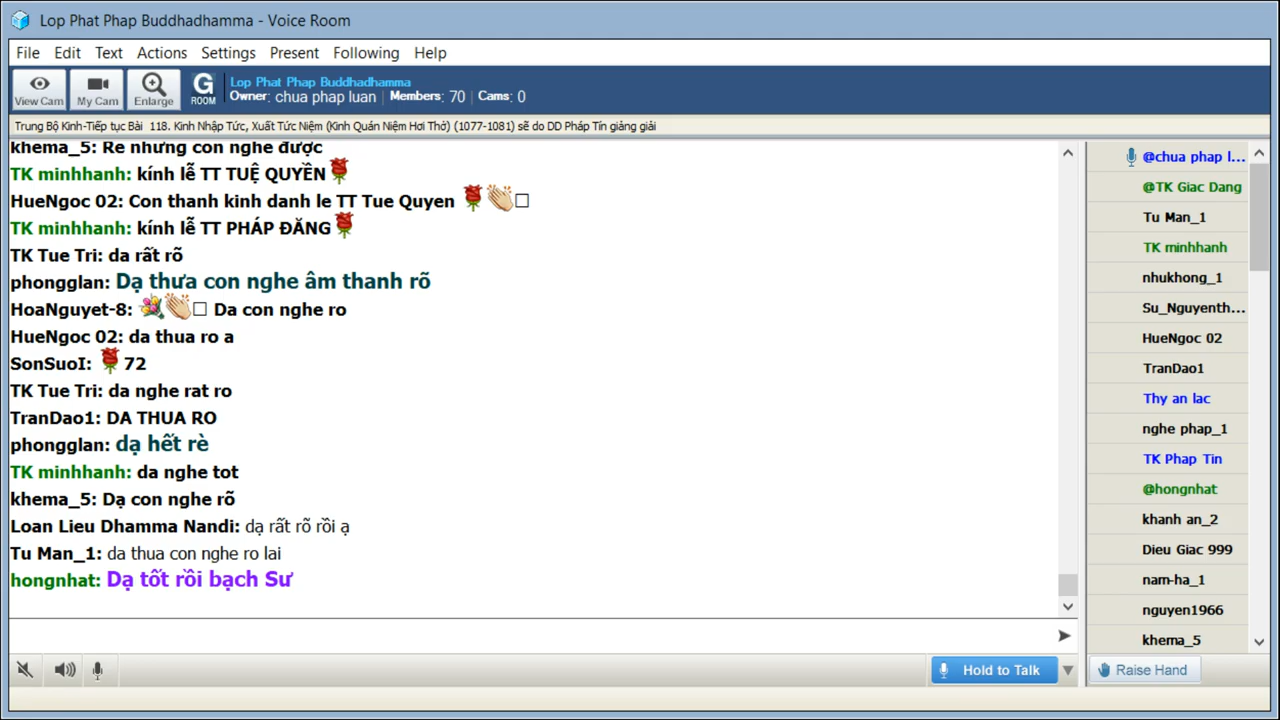 Lop Phat Phap Buddhadhamma - Voice Room
File Edit Text Actions Settings Present Following Help
View Cam
My Cam
Enlarge
G ROOM
Lop Phat Phap Buddhadhamma
Owner: chua phap luan | Members: 70 | Cams: 0
Trung Bộ Kinh-Tiếp tục Bài 118. Kinh Nhập Tức, Xuất Tức Niệm (Kinh Quán Niệm Hơi Thở) (1077-1081) sẽ do DD Pháp Tín giảng giải
khema_5: Rè nhưng con nghe được
TK minhhanh: kính lễ TT TUỆ QUYỀN
HueNgoc 02: Con thanh kinh danh le TT Tue Quyen
TK minhhanh: kính lễ TT PHÁP ĐĂNG
TK Tue Tri: da rất rõ
phongglan: Dạ thưa con nghe âm thanh rõ
HoaNguyet-8: Da con nghe ro
HueNgoc 02: da thua ro a
SonSuoI: 72
TK Tue Tri: da nghe rat ro
TranDao1: DA THUA RO
phongglan: dạ hết rè
TK minhhanh: da nghe tot
khema_5: Dạ con nghe rõ
Loan Lieu Dhamma Nandi: dạ rất rõ rồi ạ
Tu Man_1: da thua con nghe ro lai
hongnhat: Dạ tốt rồi bạch Sư
@chua phap l...
@TK Giac Dang
Tu Man_1
TK minhhanh
nhukhong_1
Su_Nguyenth...
HueNgoc 02
TranDao1
Thy an lac
nghe phap_1
TK Phap Tin
@hongnhat
khanh an_2
Dieu Giac 999
nam-ha_1
nguyen1966
khema_5
Hold to Talk
Raise Hand